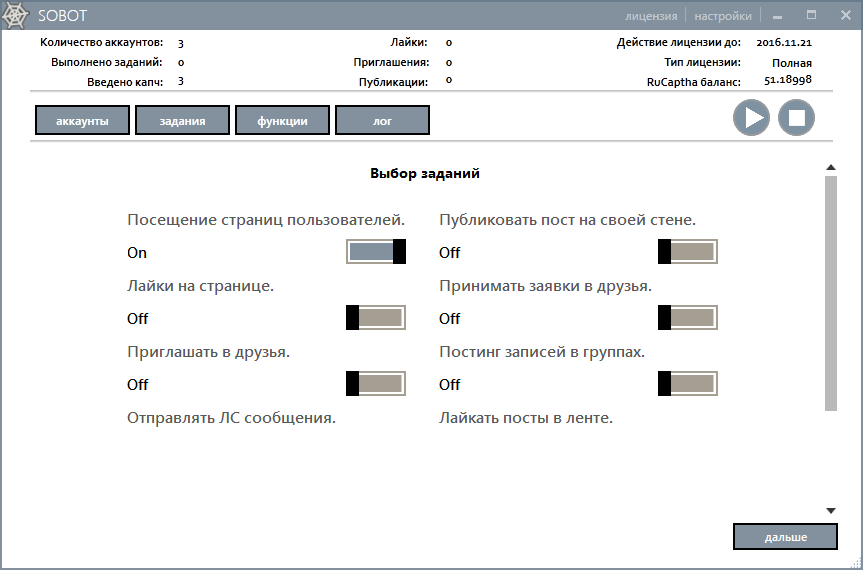 SOBOT лицензия настройки
Количество аккаунтов: 3 Лайки: 0 Действие лицензии до: 2016.11.21
Выполнено заданий: 0 Приглашения: 0 Тип лицензии: Полная
Введено капч: 3 Публикации: 0 RuCaptha баланс: 51.18998
аккаунты задания функции лог
Выбор заданий
Посещение страниц пользователей. Публиковать пост на своей стене.
On Off
Лайки на странице. Принимать заявки в друзья.
Off Off
Приглашать в друзья. Постинг записей в группах.
Off Off
Отправлять ЛС сообщения. Лайкать посты в ленте.
дальше